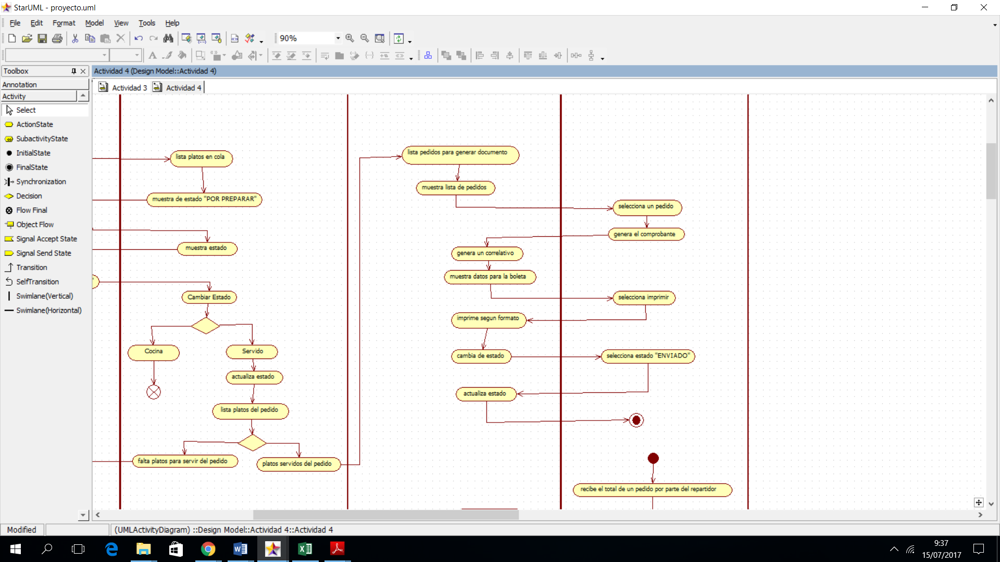 StarUML - proyecto.uml
File Edit Format Model View Tools Help
90%
Toolbox
Actividad 4 (Design Model::Actividad 4)
Annotation
Activity
Actividad 3
Actividad 4
Select
ActionState
SubactivityState
InitialState
FinalState
Synchronization
Decision
Flow Final
Object Flow
Signal Accept State
Signal Send State
Transition
SelfTransition
Swimlane(Vertical)
Swimlane(Horizontal)
lista platos en cola
muestra de estado "POR PREPARAR"
muestra estado
Cambiar Estado
Cocina
Servido
actualiza estado
lista platos del pedido
falta platos para servir del pedido
platos servidos del pedido
lista pedidos para generar documento
muestra lista de pedidos
selecciona un pedido
genera el comprobante
genera un correlativo
muestra datos para la boleta
selecciona imprimir
imprime segun formato
cambia de estado
selecciona estado "ENVIADO"
actualiza estado
recibe el total de un pedido por parte del repartidor
Modified
(UMLActivityDiagram) ::Design Model::Actividad 4::Actividad 4
9:37
15/07/2017